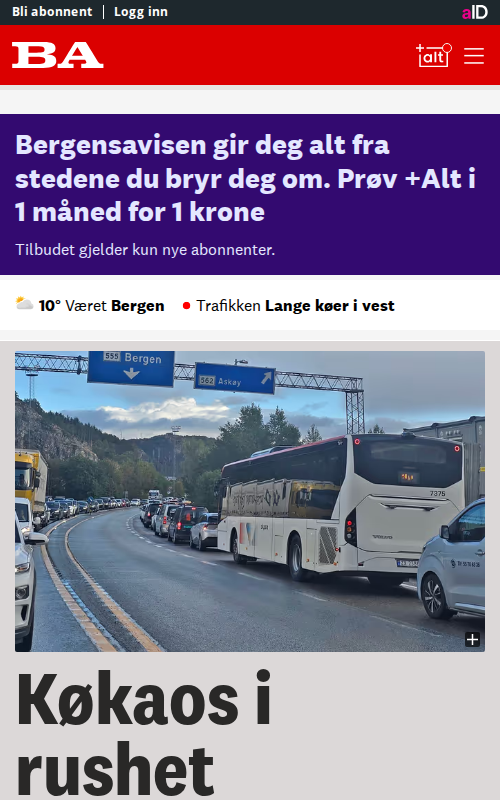 Bli abonnent Logg inn aID
BA +alt
Bergensavisen gir deg alt fra
stedene du bryr deg om. Prøv +Alt i
1 måned for 1 krone
Tilbudet gjelder kun nye abonnenter.
10° Været Bergen Trafikken Lange køer i vest
555 Bergen
562 Askøy
7375
Køkaos i
rushet